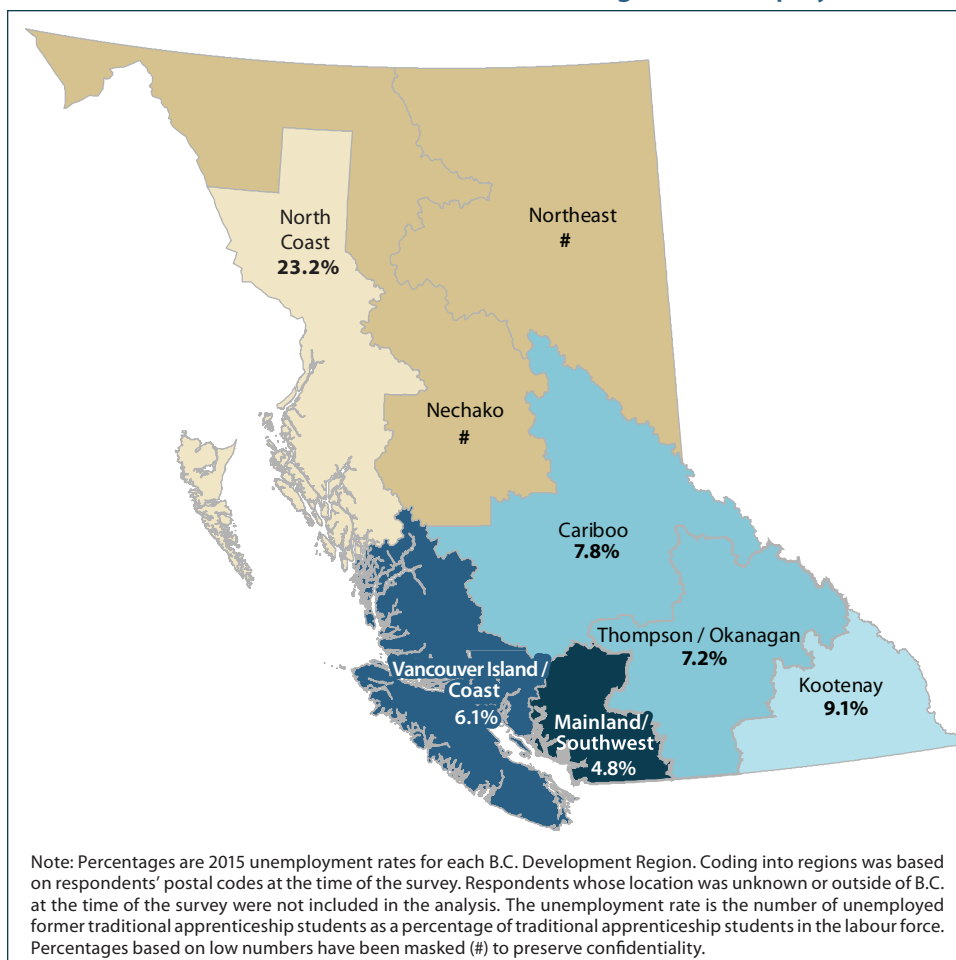 North
Coast
23.2%
Northeast
#
Nechako
#
Cariboo
7.8%
Thompson / Okanagan
7.2%
Kootenay
9.1%
Vancouver Island /
Coast
6.1%
Mainland/
Southwest
4.8%
Note: Percentages are 2015 unemployment rates for each B.C. Development Region. Coding into regions was based
on respondents' postal codes at the time of the survey. Respondents whose location was unknown or outside of B.C.
at the time of the survey were not included in the analysis. The unemployment rate is the number of unemployed
former traditional apprenticeship students as a percentage of traditional apprenticeship students in the labour force.
Percentages based on low numbers have been masked (#) to preserve confidentiality.